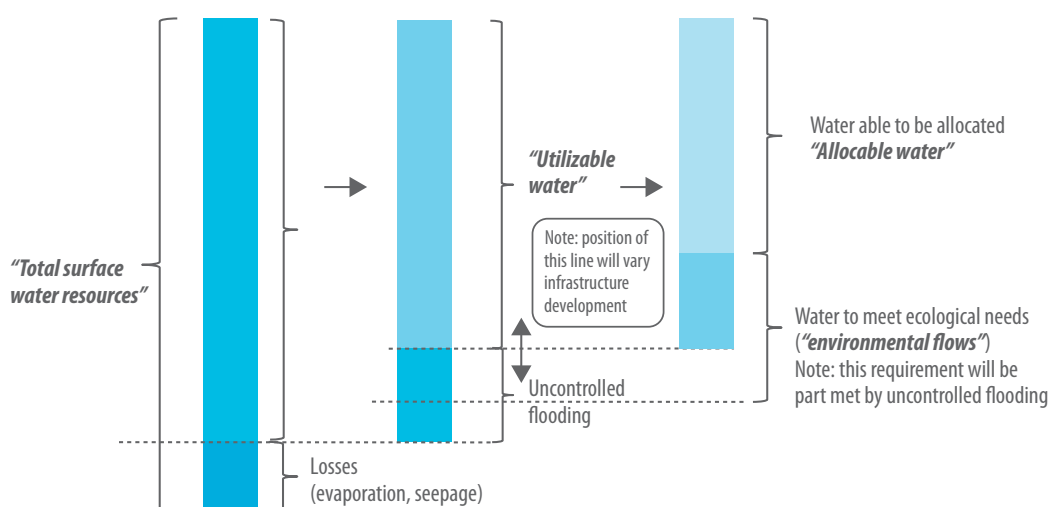 “Total surface
water resources”
Losses
(evaporation, seepage)
“Utilizable
water”
Note: position of
this line will vary
infrastructure
development
Uncontrolled
flooding
Water able to be allocated
“Allocable water”
Water to meet ecological needs
(“environmental flows”)
Note: this requirement will be
part met by uncontrolled flooding